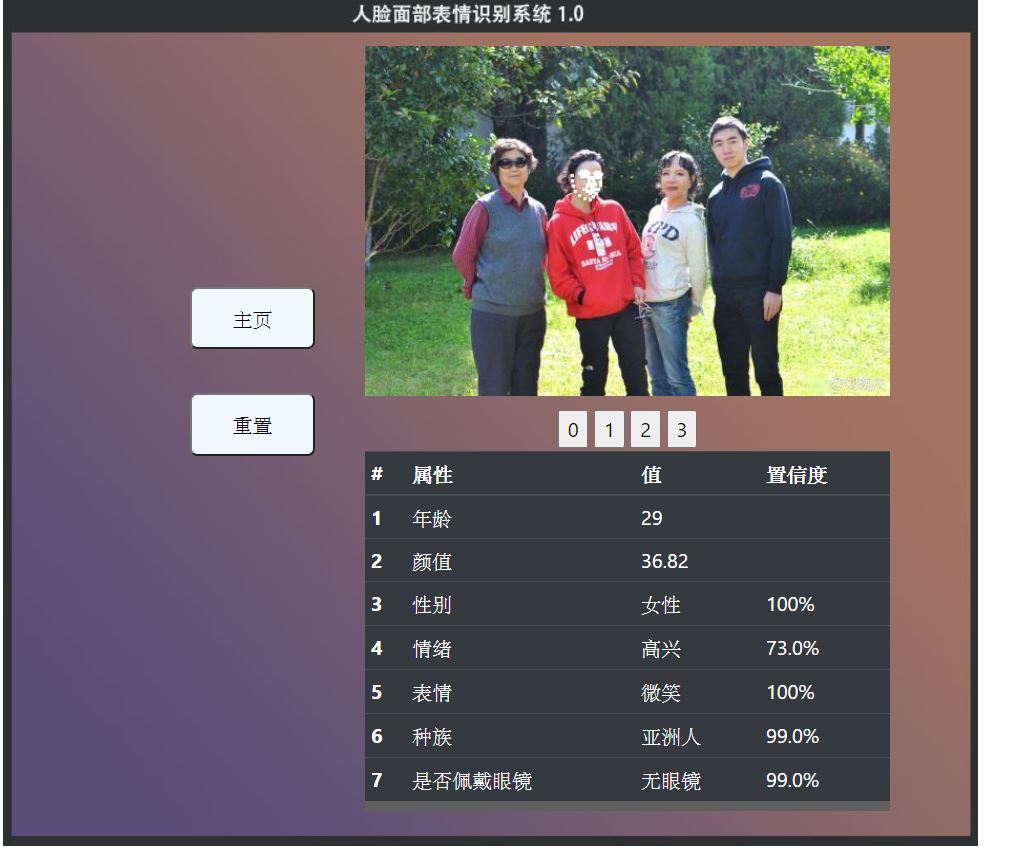 人脸面部表情识别系统 1.0
主页
重置
0 1 2 3
# 属性 值 置信度
1 年龄 29
2 颜值 36.82
3 性别 女性 100%
4 情绪 高兴 73.0%
5 表情 微笑 100%
6 种族 亚洲人 99.0%
7 是否佩戴眼镜 无眼镜 99.0%